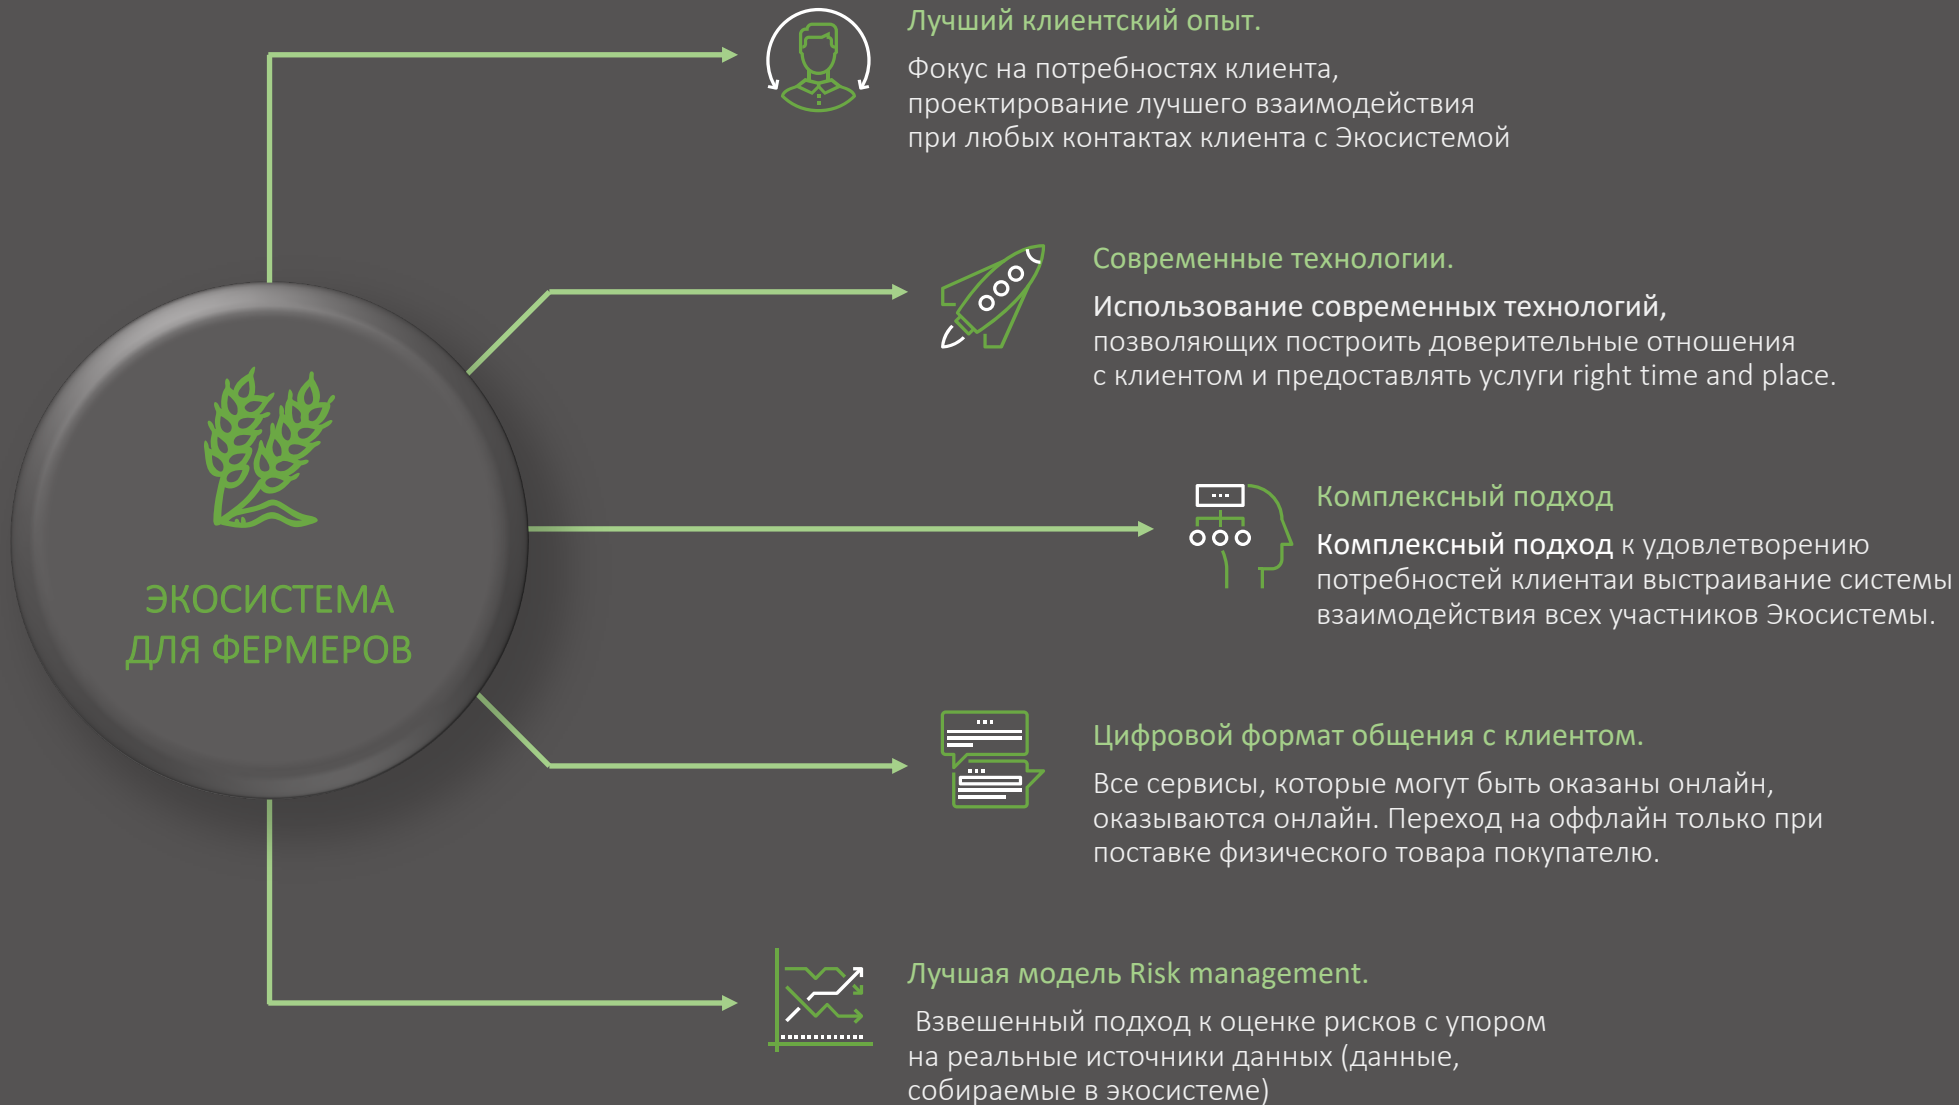 Лучший клиентский опыт.
Фокус на потребностях клиента,
проектирование лучшего взаимодействия
при любых контактах клиента с Экосистемой
Современные технологии.
Использование современных технологий,
позволяющих построить доверительные отношения
с клиентом и предоставлять услуги right time and place.
Комплексный подход
Комплексный подход к удовлетворению
потребностей клиентаи выстраивание системы
взаимодействия всех участников Экосистемы.
ЭКОСИСТЕМА
ДЛЯ ФЕРМЕРОВ
Цифровой формат общения с клиентом.
Все сервисы, которые могут быть оказаны онлайн,
оказываются онлайн. Переход на оффлайн только при
поставке физического товара покупателю.
Лучшая модель Risk management.
Взвешенный подход к оценке рисков с упором
на реальные источники данных (данные,
собираемые в экосистеме)